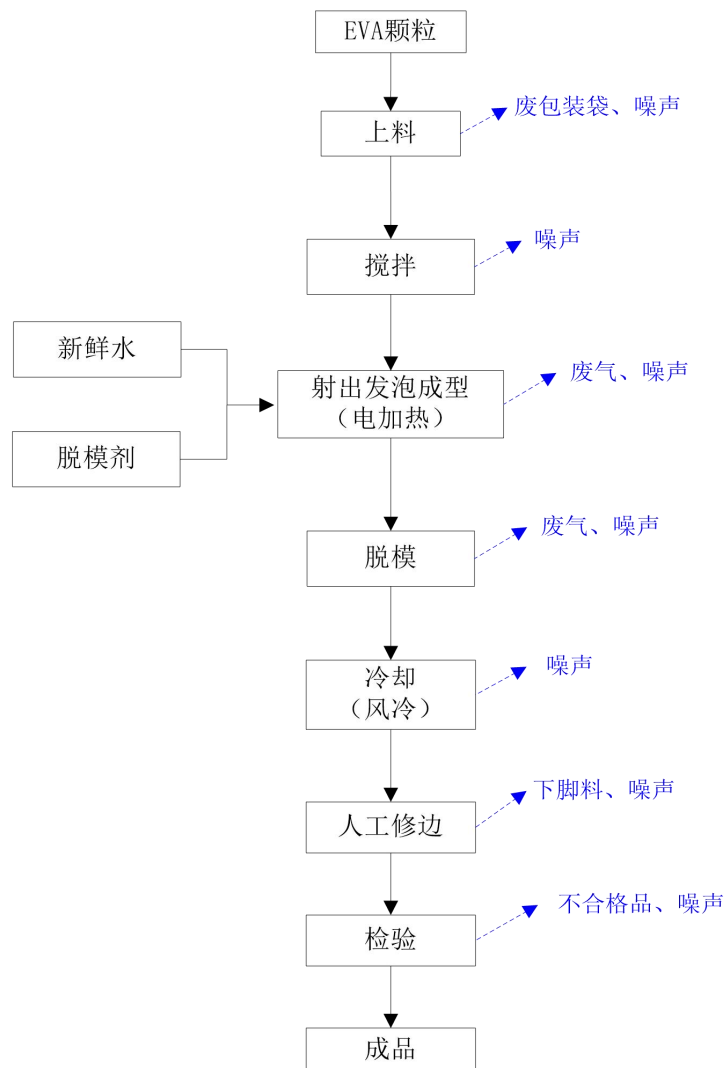 EVA颗粒
上料
废包装袋、噪声
搅拌
噪声
新鲜水
脱模剂
射出发泡成型
（电加热）
废气、噪声
脱模
废气、噪声
冷却
（风冷）
噪声
人工修边
下脚料、噪声
检验
不合格品、噪声
成品